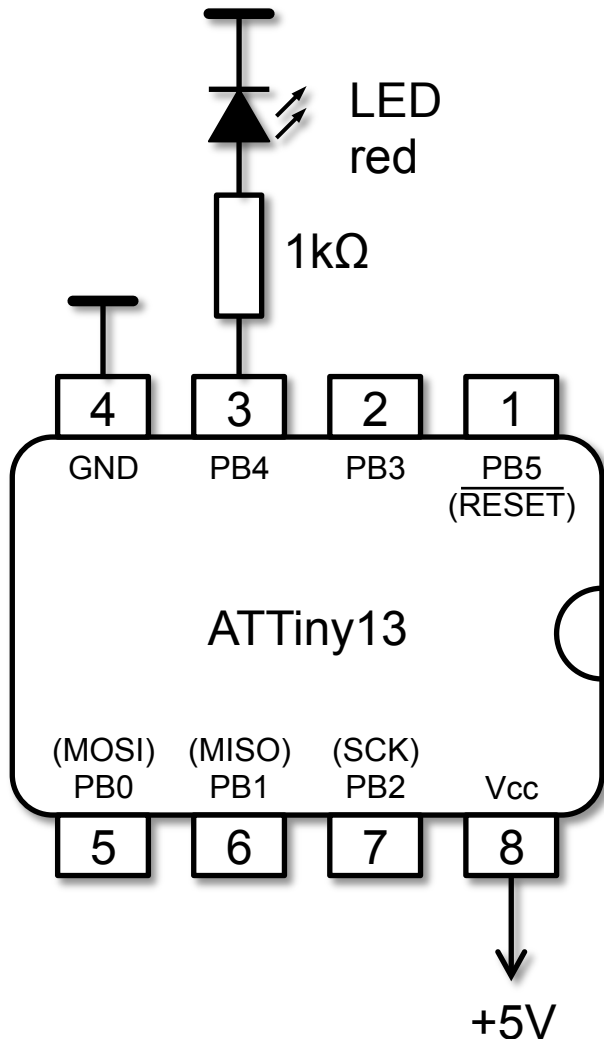 LED
red
1kΩ
4 3 2 1
GND PB4 PB3 PB5
(RESET)
ATTiny13
(MOSI) (MISO) (SCK)
PB0 PB1 PB2 Vcc
5 6 7 8
+5V